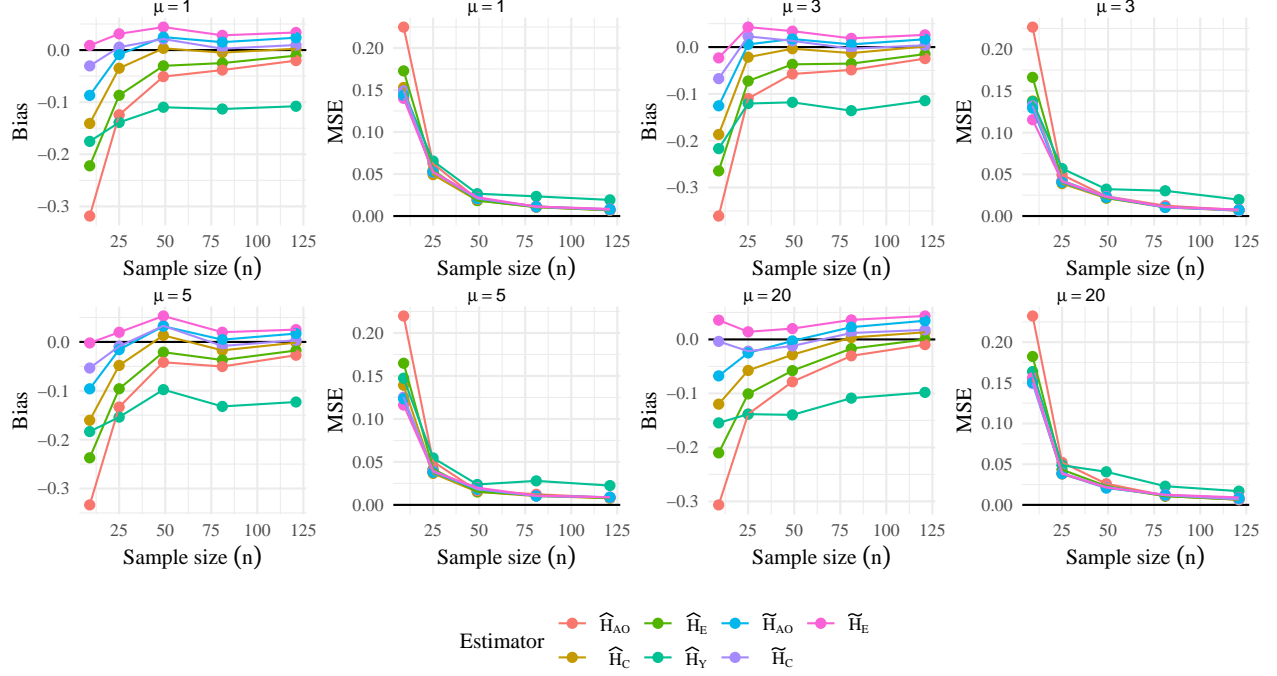 μ = 1
μ = 1
μ = 3
μ = 3
Bias
0.0
−0.1
−0.2
−0.3
25 50 75 100 125
Sample size (n)
MSE
0.20
0.15
0.10
0.05
0.00
25 50 75 100 125
Sample size (n)
Bias
0.0
−0.1
−0.2
−0.3
25 50 75 100 125
Sample size (n)
MSE
0.20
0.15
0.10
0.05
0.00
25 50 75 100 125
Sample size (n)
μ = 5
μ = 5
μ = 20
μ = 20
Bias
0.0
−0.1
−0.2
−0.3
25 50 75 100 125
Sample size (n)
MSE
0.20
0.15
0.10
0.05
0.00
25 50 75 100 125
Sample size (n)
Bias
0.0
−0.1
−0.2
−0.3
25 50 75 100 125
Sample size (n)
MSE
0.20
0.15
0.10
0.05
0.00
25 50 75 100 125
Sample size (n)
Estimator
Ĥ_AO Ĥ_E H̃_AO H̃_E
Ĥ_C Ĥ_Y H̃_C